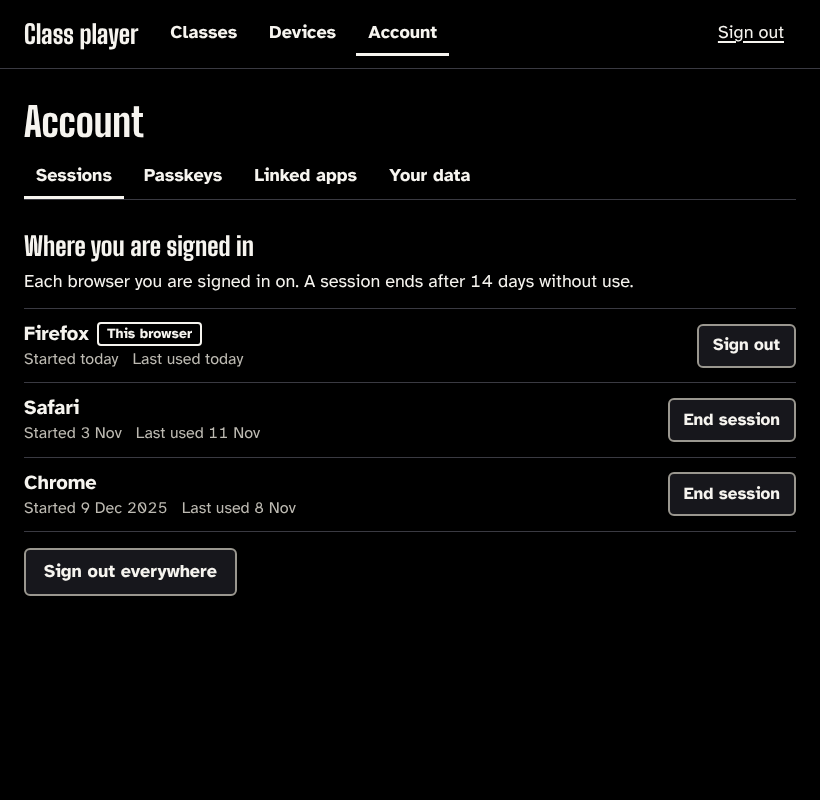 Class player Classes Devices Account Sign out
Account
Sessions Passkeys Linked apps Your data
Where you are signed in
Each browser you are signed in on. A session ends after 14 days without use.
Firefox This browser
Started today Last used today
Sign out
Safari
Started 3 Nov Last used 11 Nov
End session
Chrome
Started 9 Dec 2025 Last used 8 Nov
End session
Sign out everywhere